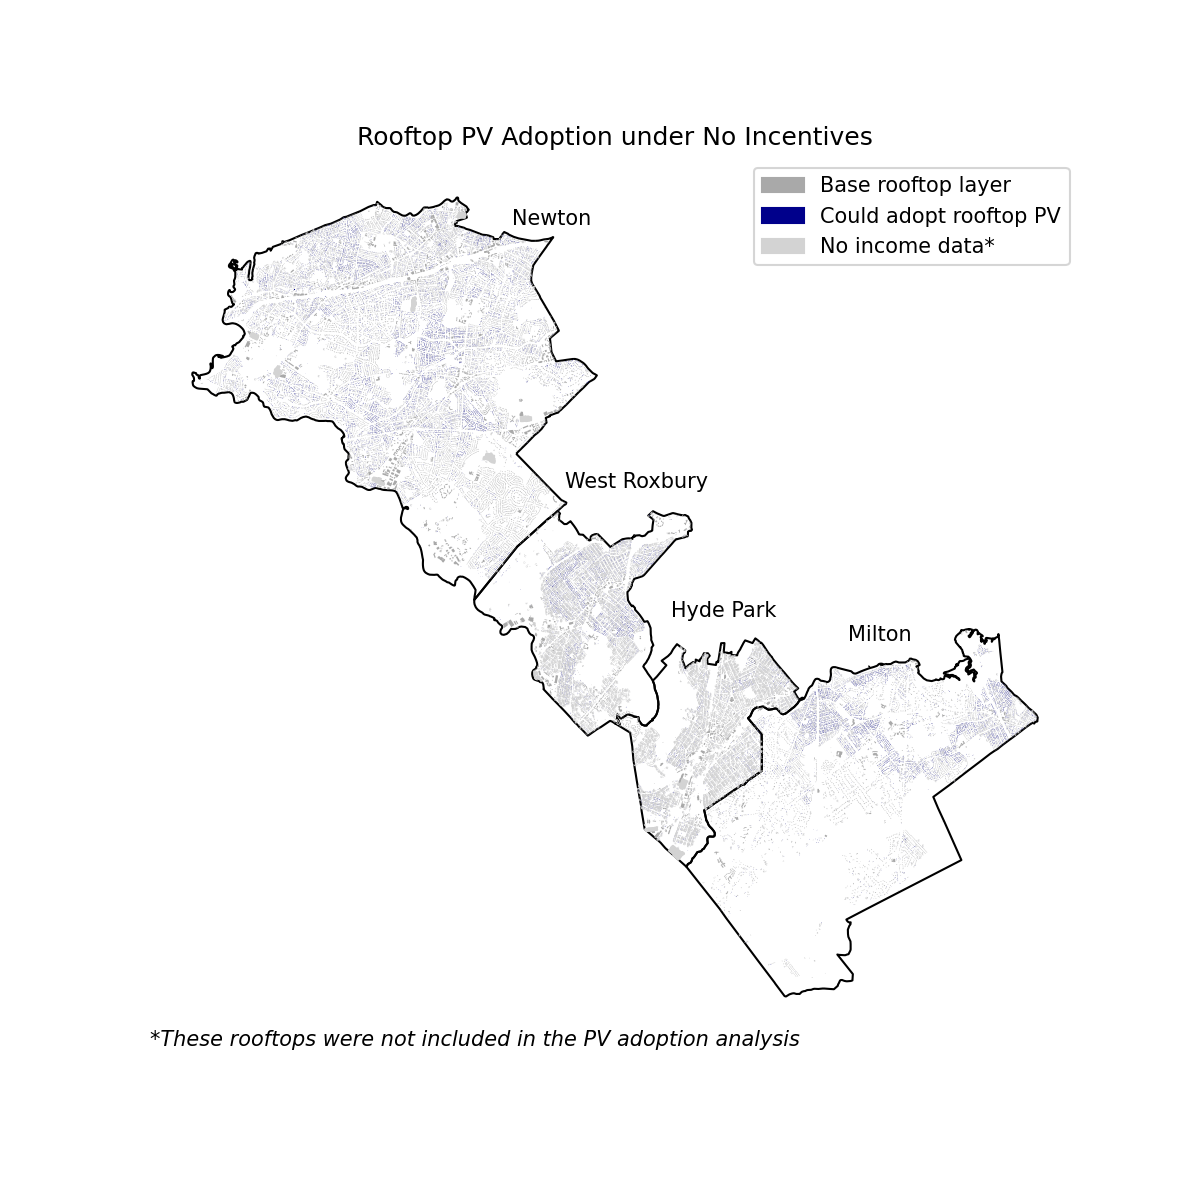 Rooftop PV Adoption under No Incentives
Base rooftop layer
Could adopt rooftop PV
No income data*
Newton
West Roxbury
Hyde Park
Milton
*These rooftops were not included in the PV adoption analysis